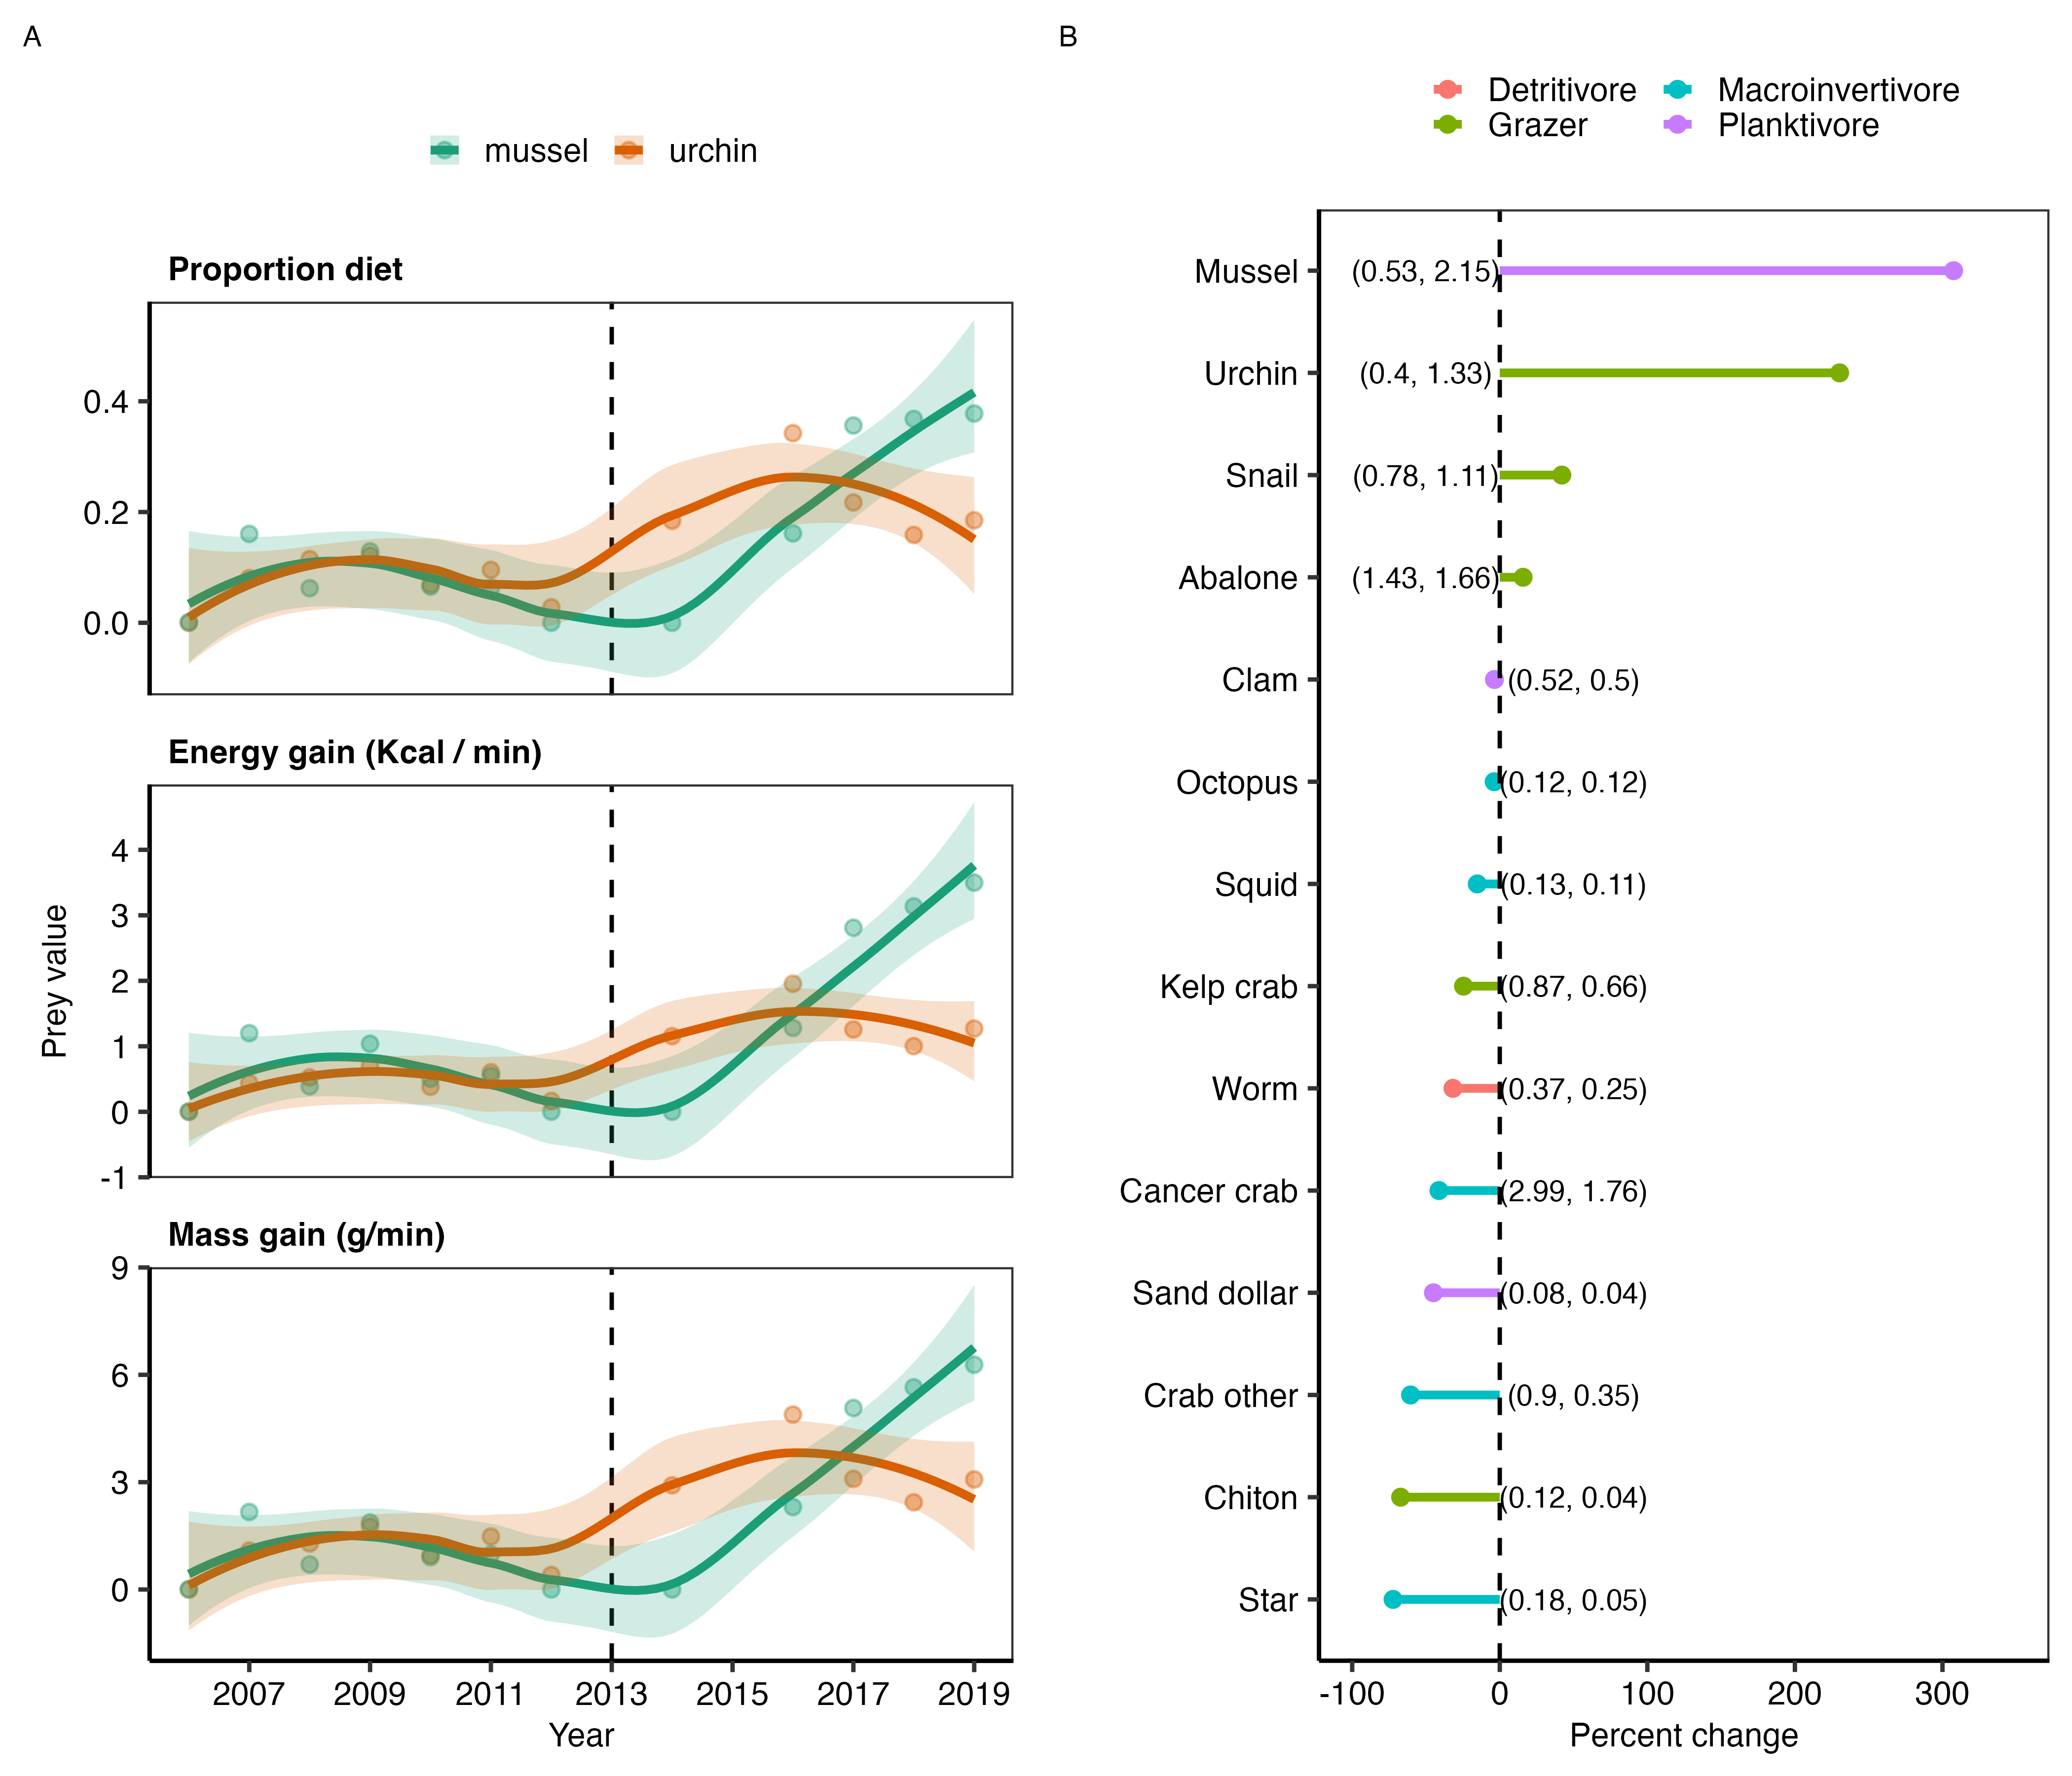 A
mussel urchin
Proportion diet
0.4
0.2
0.0
Energy gain (Kcal / min)
4
3
2
1
0
-1
Mass gain (g/min)
9
6
3
0
Prey value
2007 2009 2011 2013 2015 2017 2019
Year
B
Detritivore Macroinvertivore
Grazer Planktivore
Mussel (0.53, 2.15)
Urchin (0.4, 1.33)
Snail (0.78, 1.11)
Abalone (1.43, 1.66)
Clam (0.52, 0.5)
Octopus (0.12, 0.12)
Squid (0.13, 0.11)
Kelp crab (0.87, 0.66)
Worm (0.37, 0.25)
Cancer crab (2.99, 1.76)
Sand dollar (0.08, 0.04)
Crab other (0.9, 0.35)
Chiton (0.12, 0.04)
Star (0.18, 0.05)
-100 0 100 200 300
Percent change